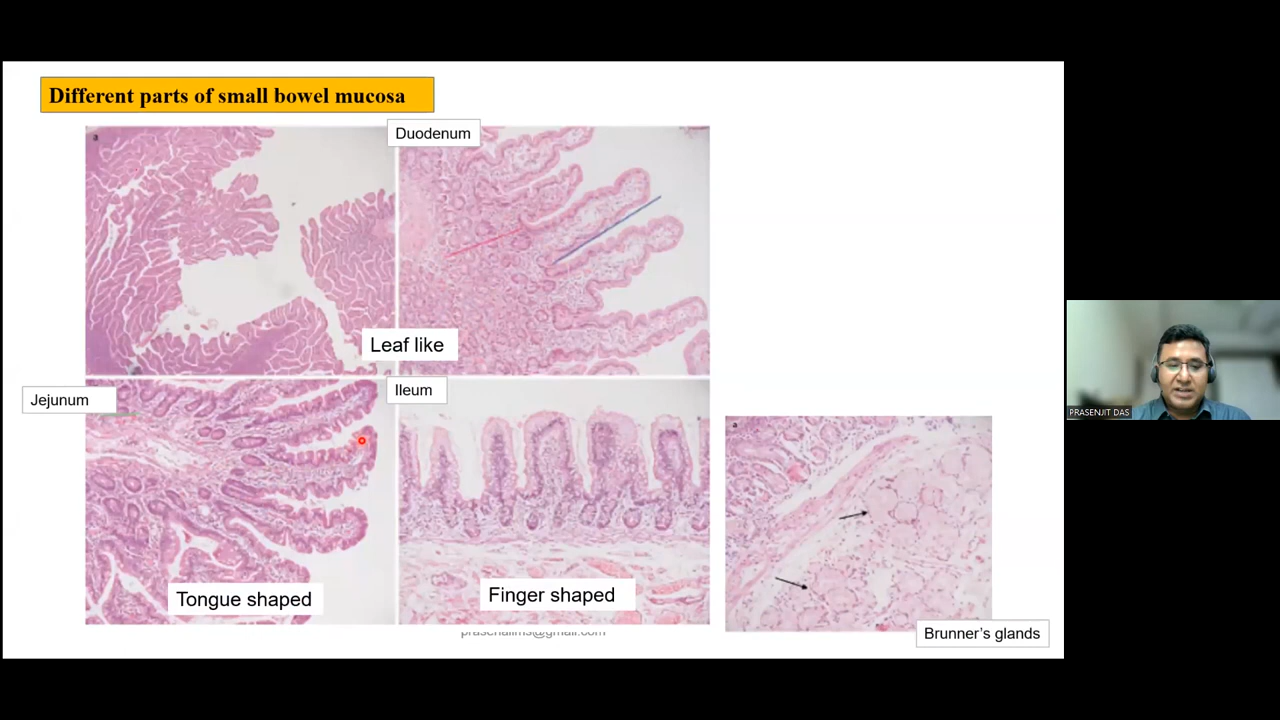 Different parts of small bowel mucosa
a
Duodenum
Leaf like
Jejunum
Ileum
Tongue shaped
Finger shaped
a
Brunner's glands
PRASENJIT DAS